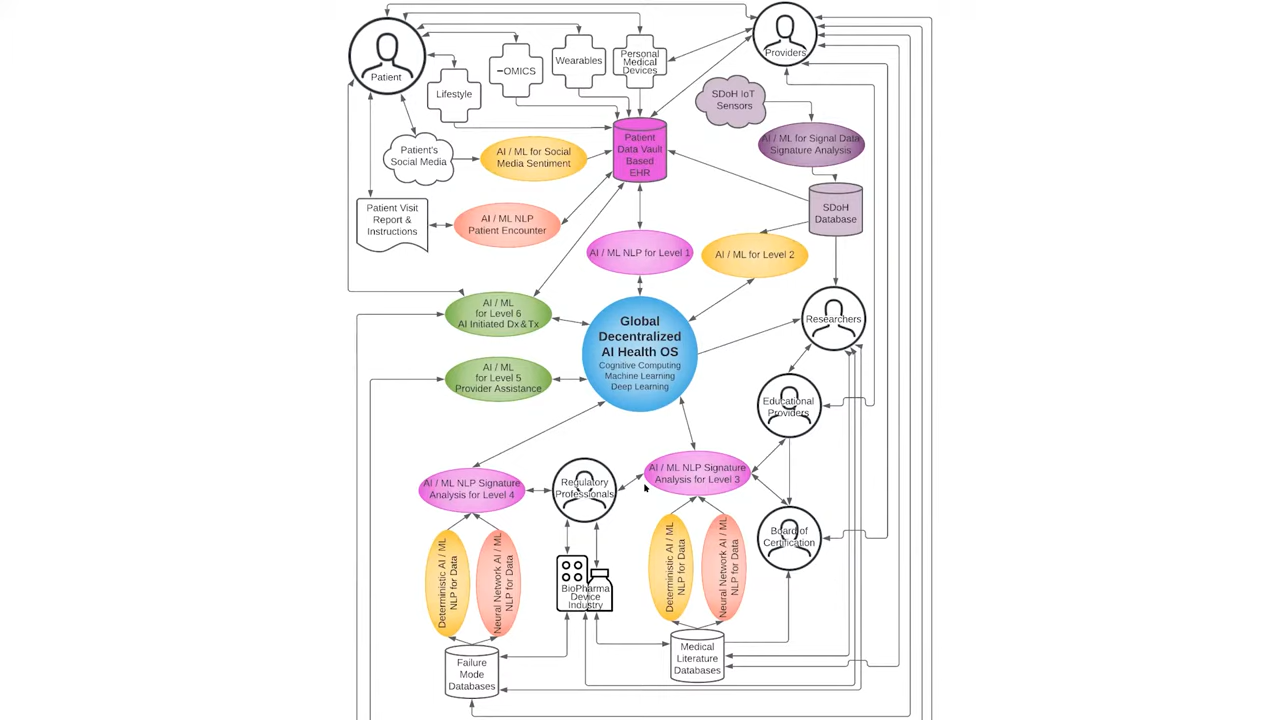 Patient
Lifestyle
-OMICS
Wearables
Personal
Medical
Devices
Providers
SDoH IoT
Sensors
AI / ML for Signal Data
Signature Analysis
Patient's
Social Media
AI / ML for Social
Media Sentiment
Patient
Data Vault
Based
EHR
SDoH
Database
Patient Visit
Report &
Instructions
AI / ML NLP
Patient Encounter
AI / ML NLP for Level 1
AI / ML for Level 2
AI / ML
for Level 6
AI Initiated Dx & Tx
Global
Decentralized
AI Health OS
Cognitive Computing
Machine Learning
Deep Learning
Researchers
AI / ML
for Level 5
Provider Assistance
Educational
Providers
AI / ML NLP Signature
Analysis for Level 4
Regulatory
Professionals
AI / ML NLP Signature
Analysis for Level 3
Board of
Certification
Deterministic AI / ML
NLP for Data
Neural Network AI / ML
NLP for Data
BioPharma
Device
Industry
Deterministic AI / ML
NLP for Data
Neural Network AI / ML
NLP for Data
Failure
Mode
Databases
Medical
Literature
Databases